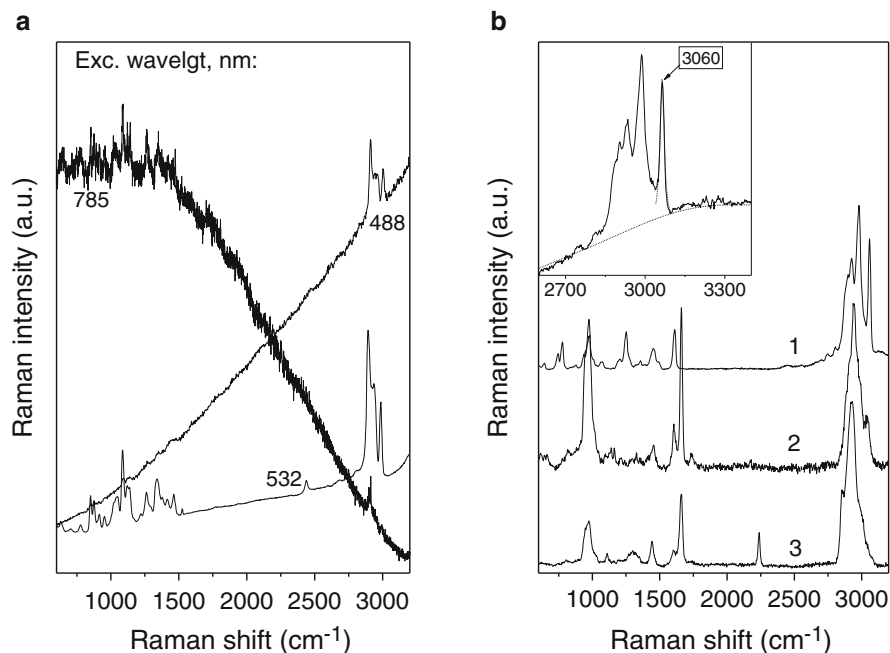 a
Exc. wavelgt, nm:
785
488
532
Raman intensity (a.u.)
1000 1500 2000 2500 3000
Raman shift (cm-1)
b
3060
2700 3000 3300
1
2
3
Raman intensity (a.u.)
1000 1500 2000 2500 3000
Raman shift (cm-1)